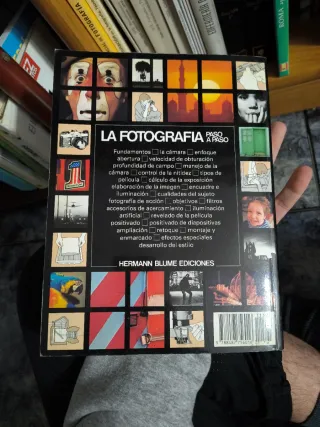 LA FOTOGRAFIA PASO A PASO
Fundamentos □ la cámara □ enfoque
abertura □ velocidad de obturación
profundidad de campo □ manejo de la
cámara □ control de la nitidez □ tipos de
película □ cálculo de la exposición
elaboración de la imagen □ encuadre e
iluminación □ cualidades del sujeto
fotografía de acción □ objetivos □ filtros
accesorios de acercamiento □ iluminación
artificial □ revelado de la película
positivado □ positivado de diapositivas
ampliación □ retoque □ montaje y
enmarcado □ efectos especiales
desarrollo del estilo
HERMANN BLUME EDICIONES